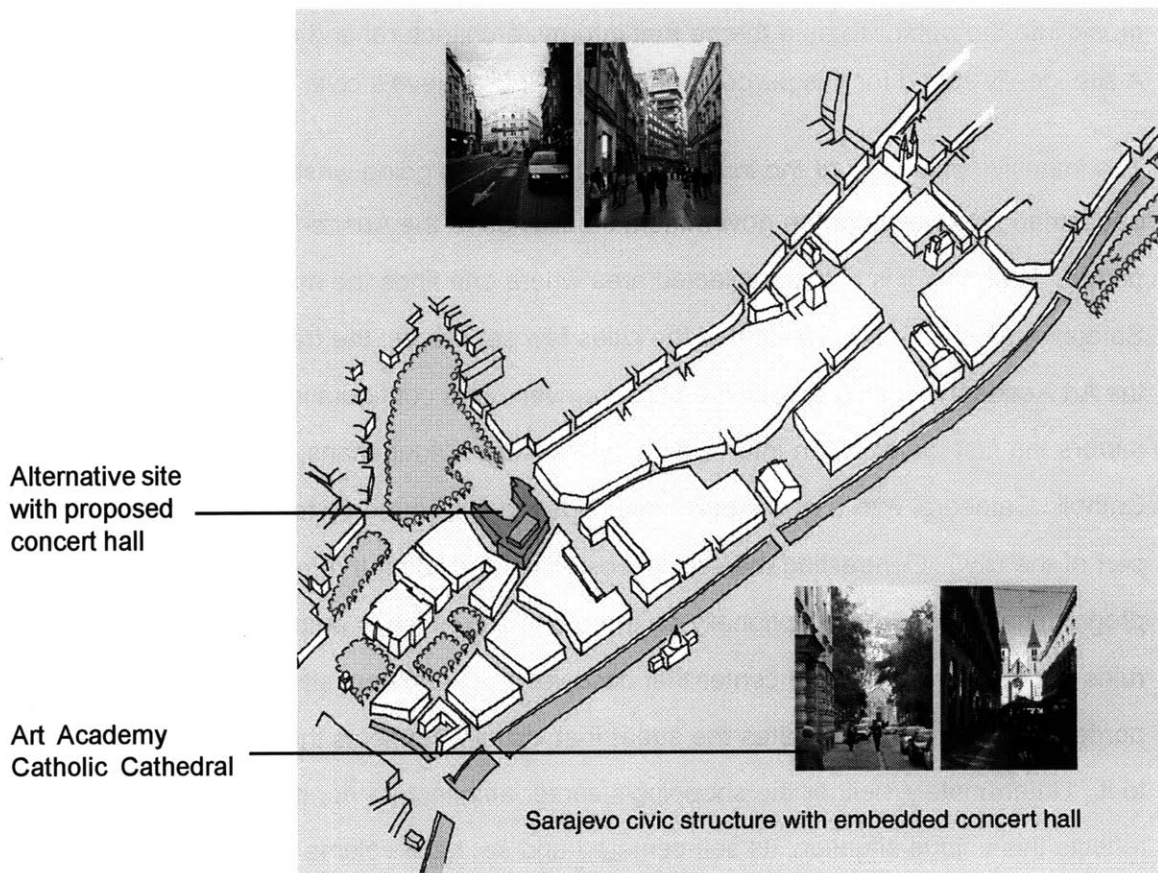 Alternative site
with proposed
concert hall
Art Academy
Catholic Cathedral
Sarajevo civic structure with embedded concert hall